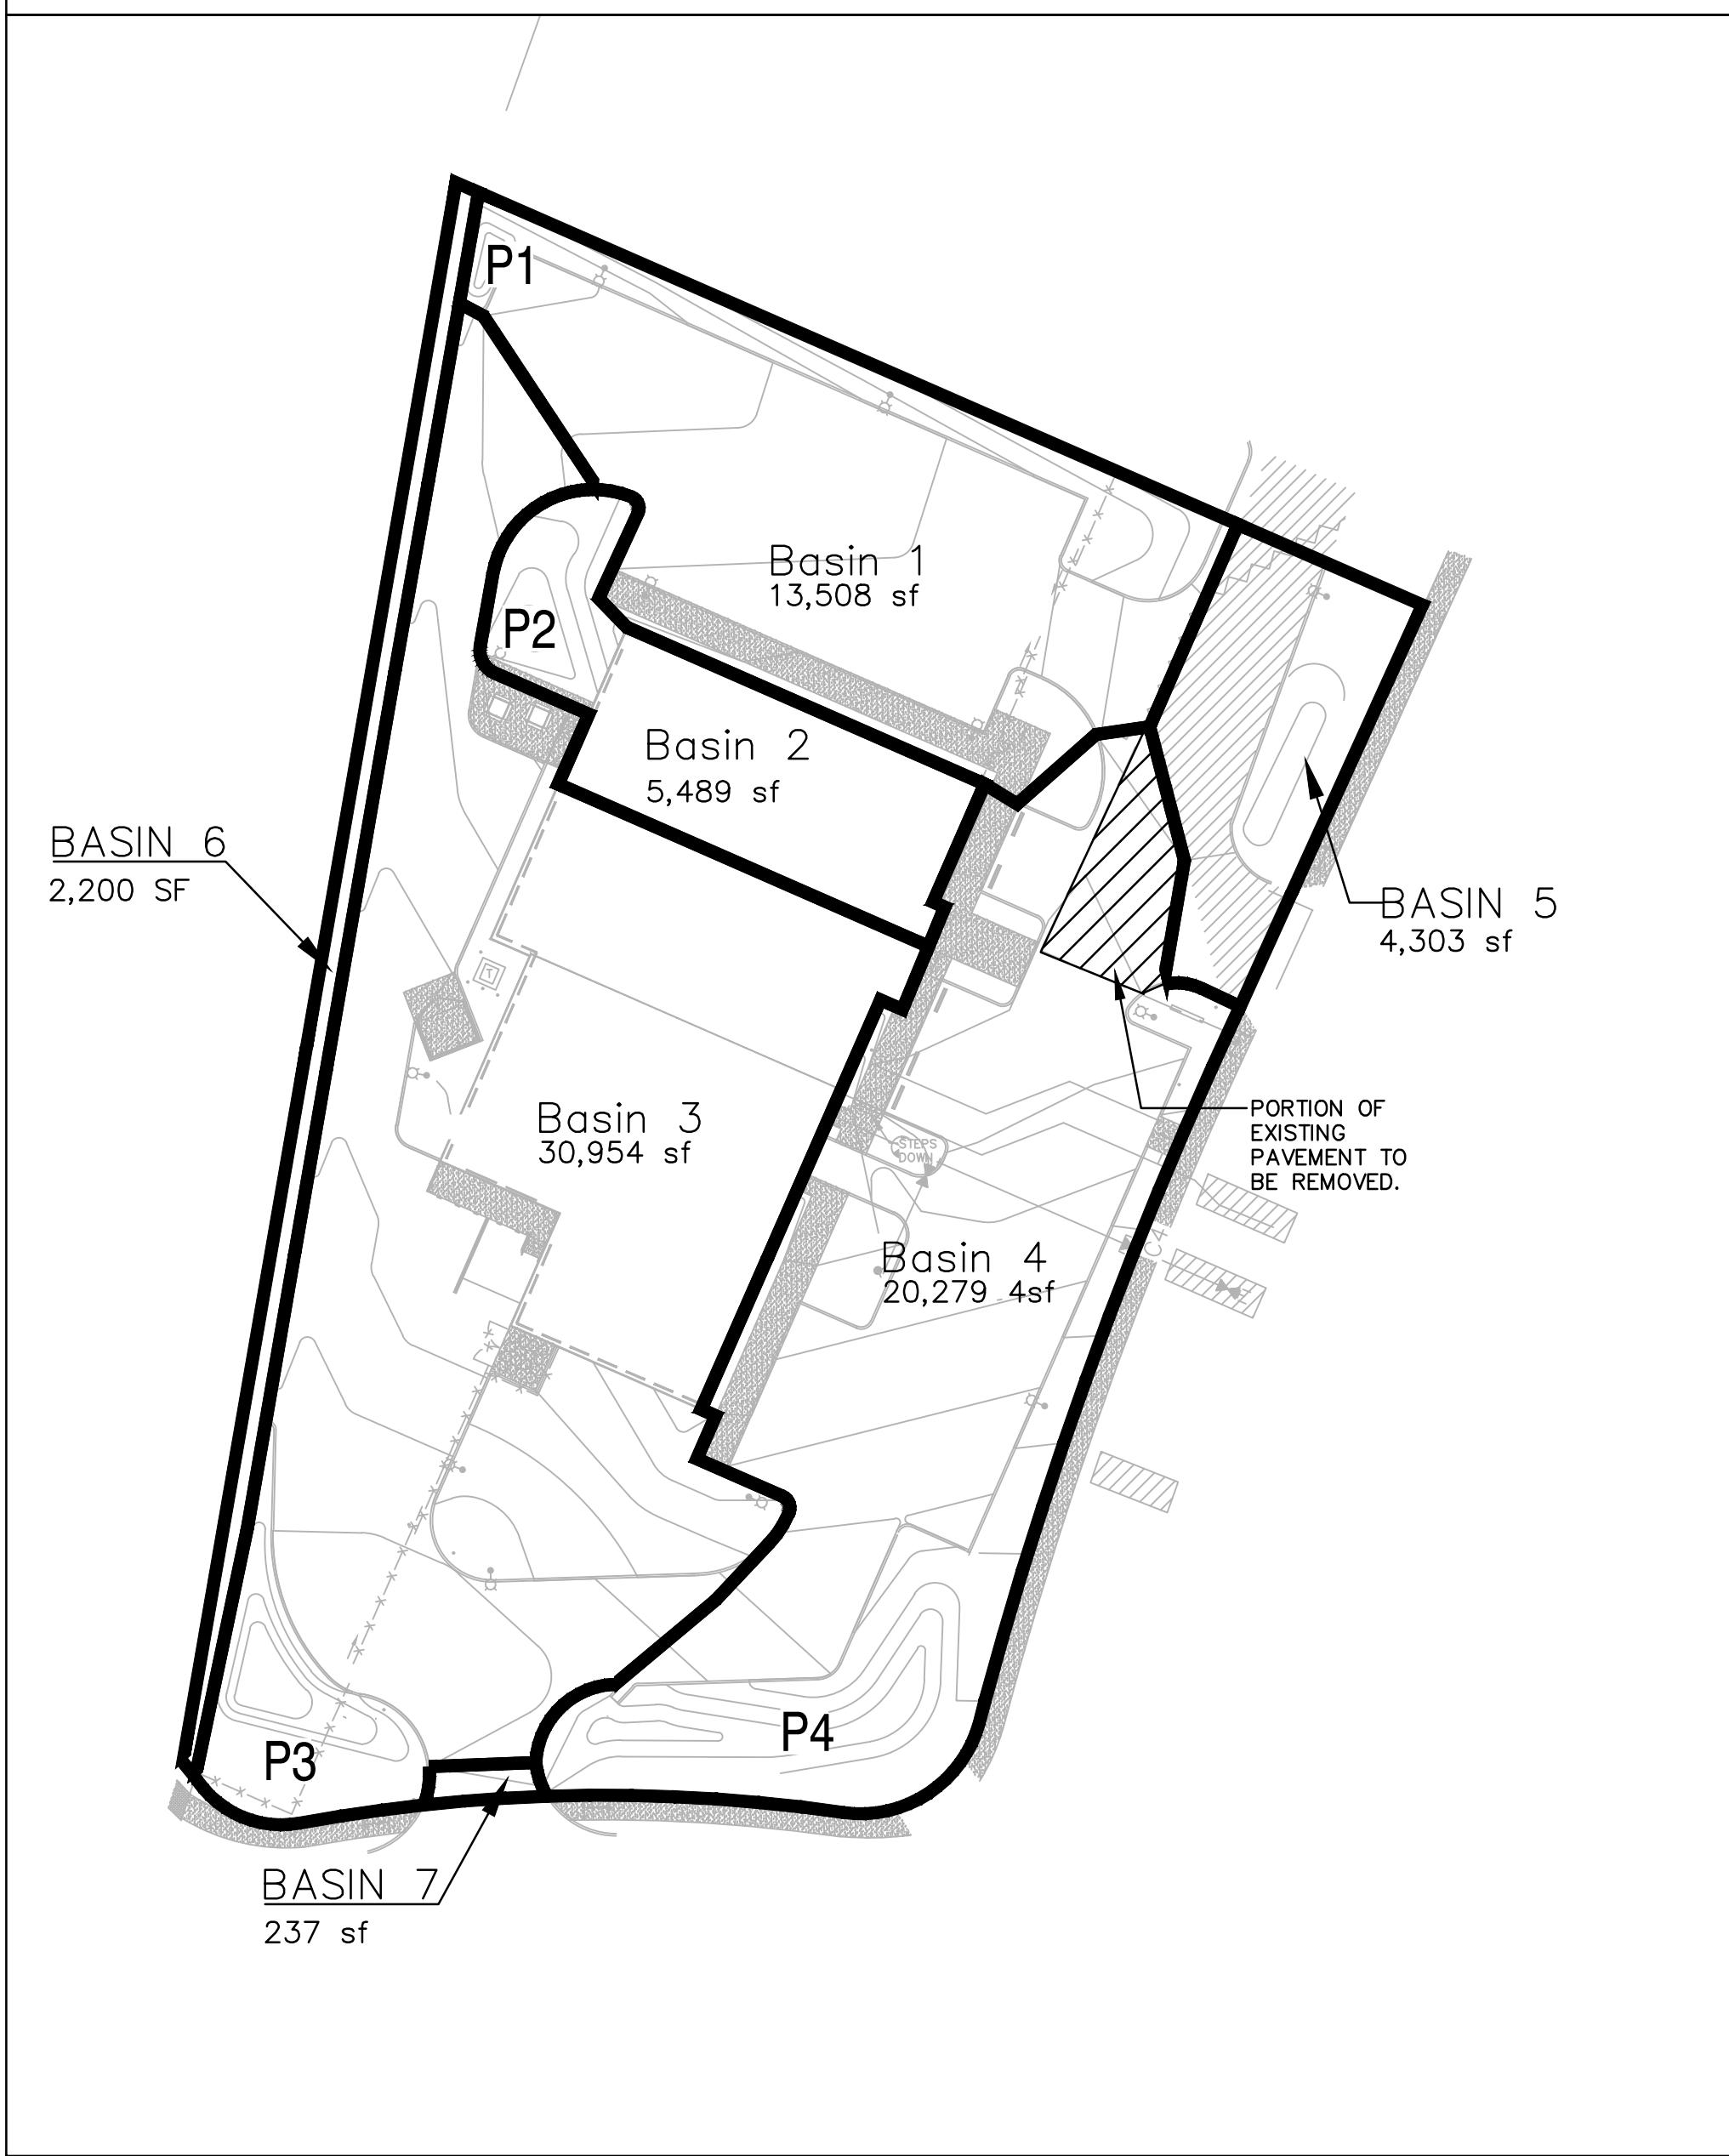 P1
Basin 1
13,508 sf
P2
Basin 2
5,489 sf
BASIN 6
2,200 SF
BASIN 5
4,303 sf
T
Basin 3
30,954 sf
PORTION OF
EXISTING
PAVEMENT TO
BE REMOVED.
STEPS
DOWN
C4
Basin 4
20,279 4sf
P4
P3
BASIN 7
237 sf